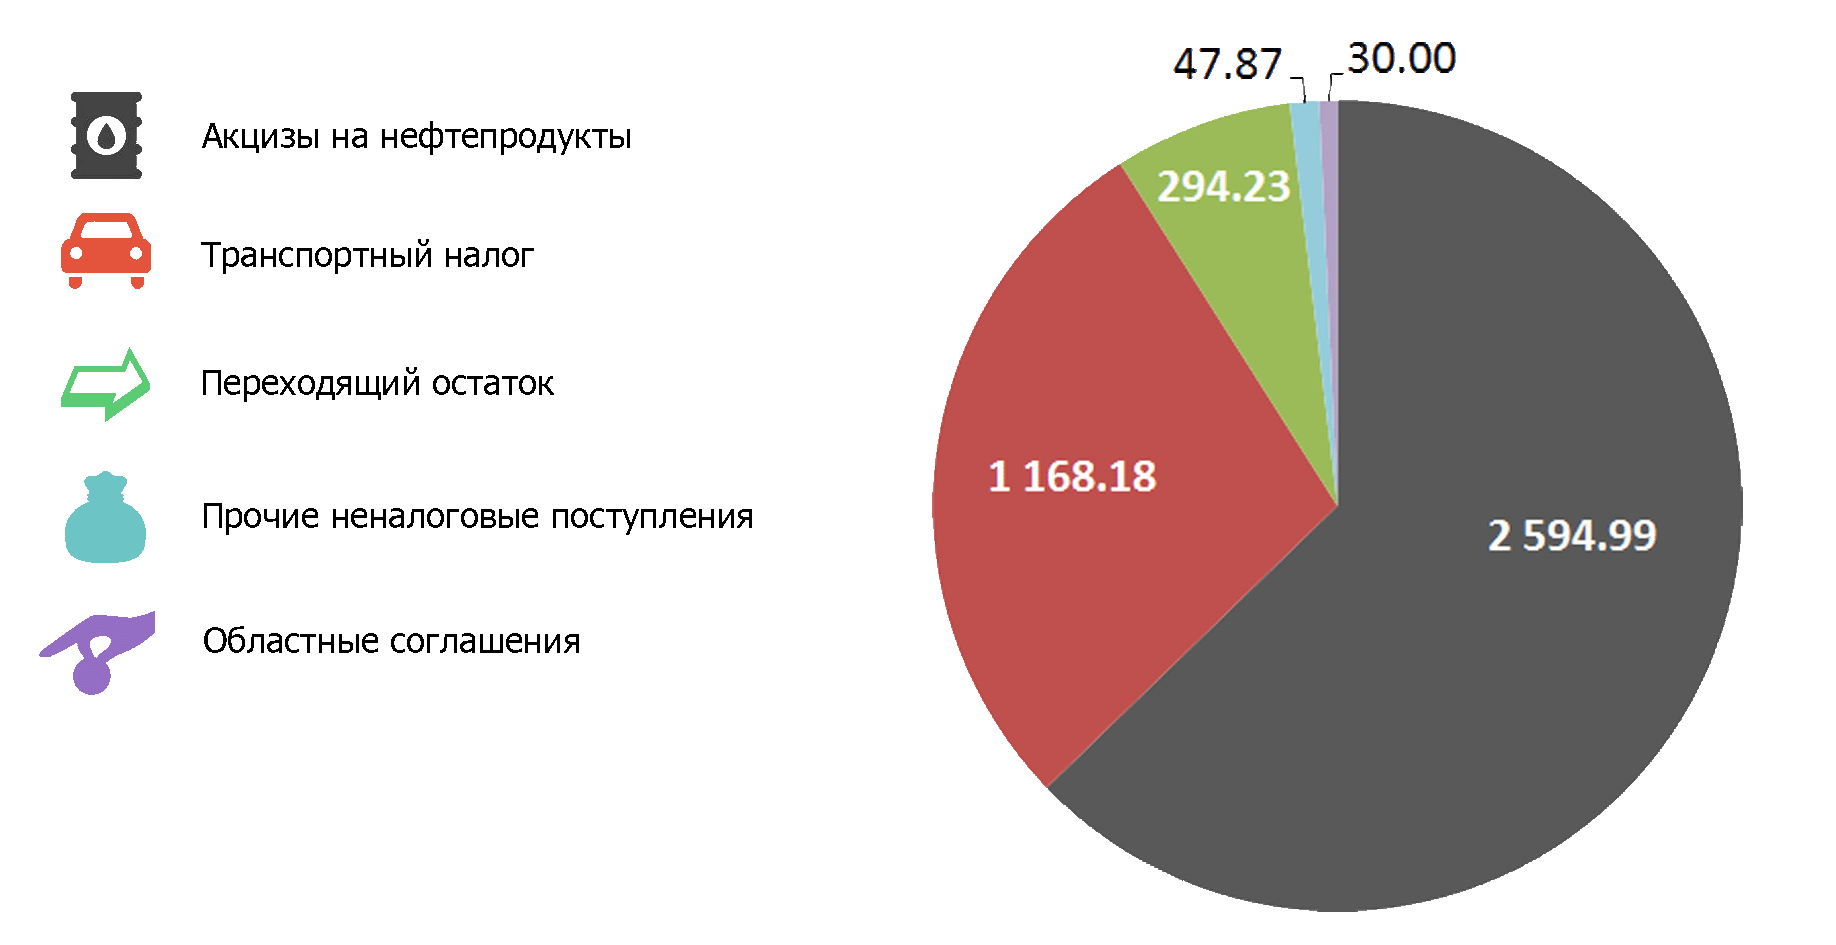 Акцизы на нефтепродукты
Транспортный налог
Переходящий остаток
Прочие неналоговые поступления
Областные соглашения
47.87
30.00
294.23
1 168.18
2 594.99